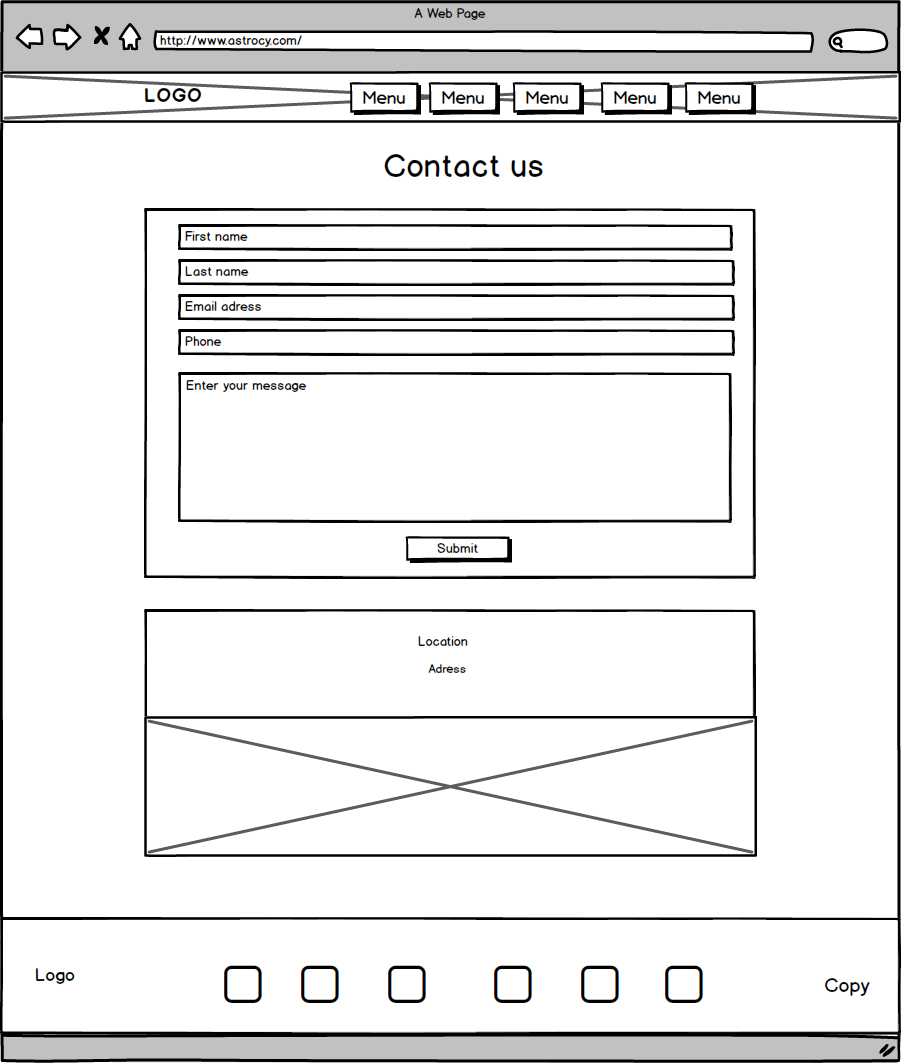 A Web Page
http://www.astrocy.com/
LOGO Menu Menu Menu Menu Menu
Contact us
First name
Last name
Email adress
Phone
Enter your message
Submit
Location
Adress
Logo
Copy